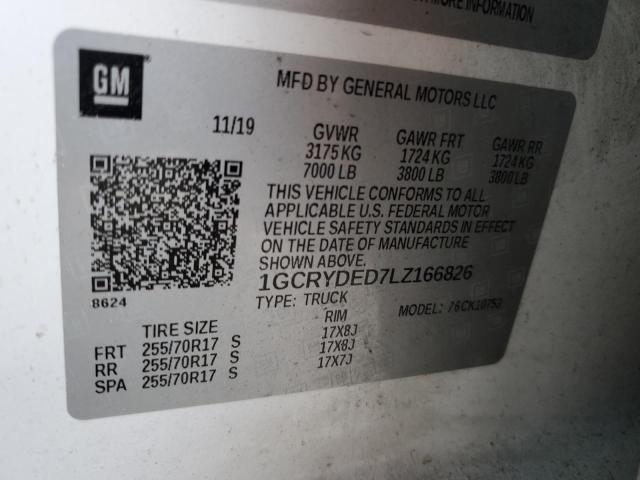 MORE INFORMATION
GM
MFD BY GENERAL MOTORS LLC
11/19 GVWR GAWR FRT GAWR RR
3175 KG 1724 KG 1724 KG
7000 LB 3800 LB 3800 LB
THIS VEHICLE CONFORMS TO ALL
APPLICABLE U.S. FEDERAL MOTOR
VEHICLE SAFETY STANDARDS IN EFFECT
ON THE DATE OF MANUFACTURE
SHOWN ABOVE.
1GCRYDED7LZ166826
8624
TYPE: TRUCK MODEL: 76CK10753
TIRE SIZE RIM
FRT 255/70R17 S 17X8J
RR 255/70R17 S 17X8J
SPA 255/70R17 S 17X7J